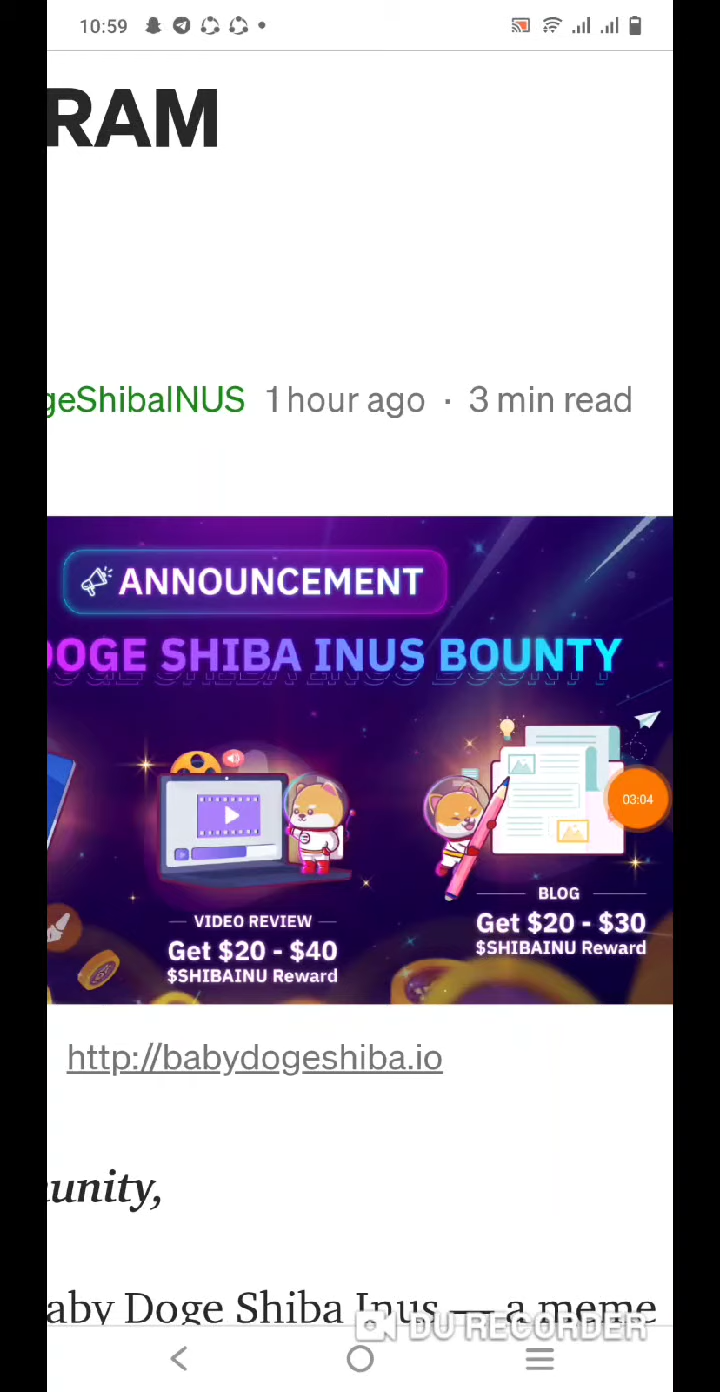 10:59
RAM
geShibaINUS 1 hour ago · 3 min read
ANNOUNCEMENT
DOGE SHIBA INUS BOUNTY
03:04
BLOG
VIDEO REVIEW
Get $20 - $30
$SHIBAINU Reward
Get $20 - $40
$SHIBAINU Reward
http://babydogeshiba.io
unity,
aby Doge Shiba Inus — a meme
DU RECORDER